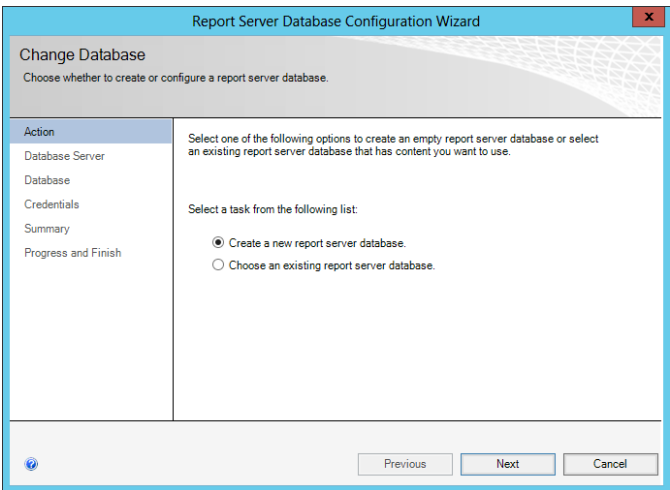 Report Server Database Configuration Wizard
x
Change Database
Choose whether to create or configure a report server database.
Action
Database Server
Database
Credentials
Summary
Progress and Finish
Select one of the following options to create an empty report server database or select
an existing report server database that has content you want to use.
Select a task from the following list:
Create a new report server database.
Choose an existing report server database.
?
Previous
Next
Cancel